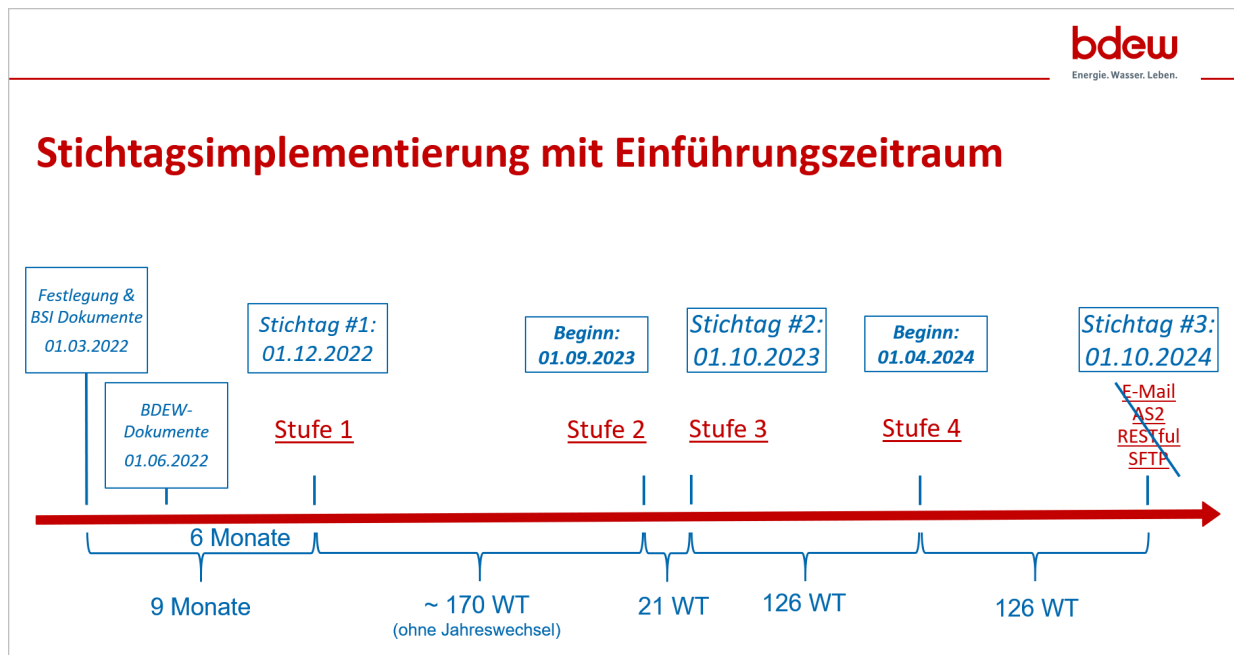 bdew
Energie. Wasser. Leben.
Stichtagsimplementierung mit Einführungszeitraum
Festlegung &
BSI Dokumente
01.03.2022
BDEW-
Dokumente
01.06.2022
Stichtag #1:
01.12.2022
Stufe 1
Beginn:
01.09.2023
Stufe 2
Stichtag #2:
01.10.2023
Stufe 3
Beginn:
01.04.2024
Stufe 4
Stichtag #3:
01.10.2024
E-Mail
AS2
RESTful
SFTP
6 Monate
9 Monate
~ 170 WT
(ohne Jahreswechsel)
21 WT
126 WT
126 WT